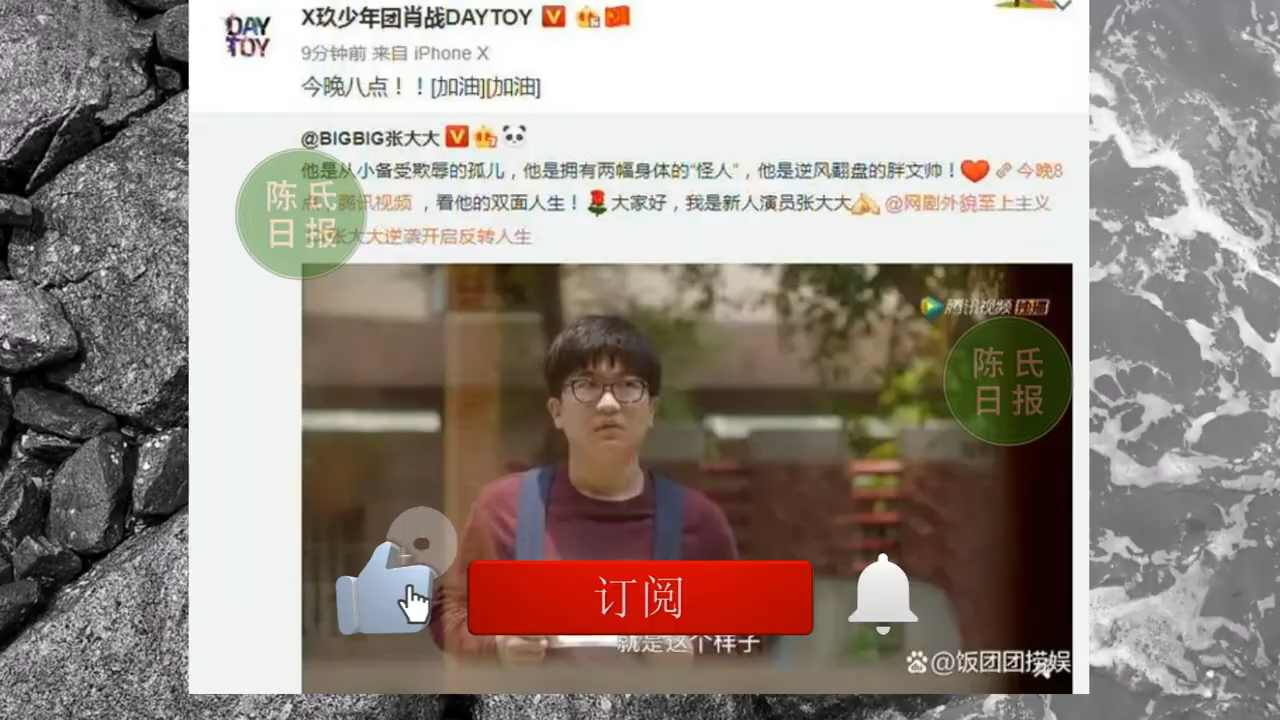 DAY
TOY
X玖少年团肖战DAYTOY
9分钟前 来自 iPhone X
今晚八点！！[加油][加油]
@BIGBIG张大大
他是从小备受欺辱的孤儿，他是拥有两幅身体的“怪人”，他是逆风翻盘的胖文帅！ 今晚8
点 腾讯视频 ，看他的双面人生！ 大家好，我是新人演员张大大 @网剧外貌至上主义
张大大逆袭开启反转人生
陈氏
日报
腾讯视频 独播
陈氏
日报
订阅
就是这个样子
@饭团团捞娱